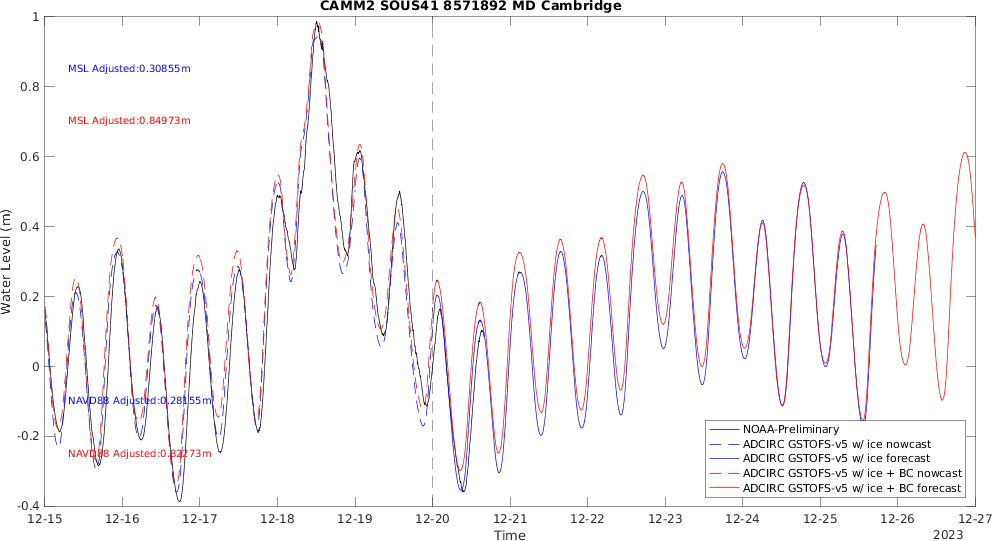 CAMM2 SOUS41 8571892 MD Cambridge
1
0.8
0.6
0.4
0.2
0
-0.2
-0.4
Water Level (m)
MSL Adjusted:0.30855m
MSL Adjusted:0.84973m
NAVD88 Adjusted:0.28155m
NAVD88 Adjusted:0.82273m
NOAA-Preliminary
ADCIRC GSTOFS-v5 w/ ice nowcast
ADCIRC GSTOFS-v5 w/ ice forecast
ADCIRC GSTOFS-v5 w/ ice + BC nowcast
ADCIRC GSTOFS-v5 w/ ice + BC forecast
12-15 12-16 12-17 12-18 12-19 12-20 12-21 12-22 12-23 12-24 12-25 12-26 12-27
Time
2023